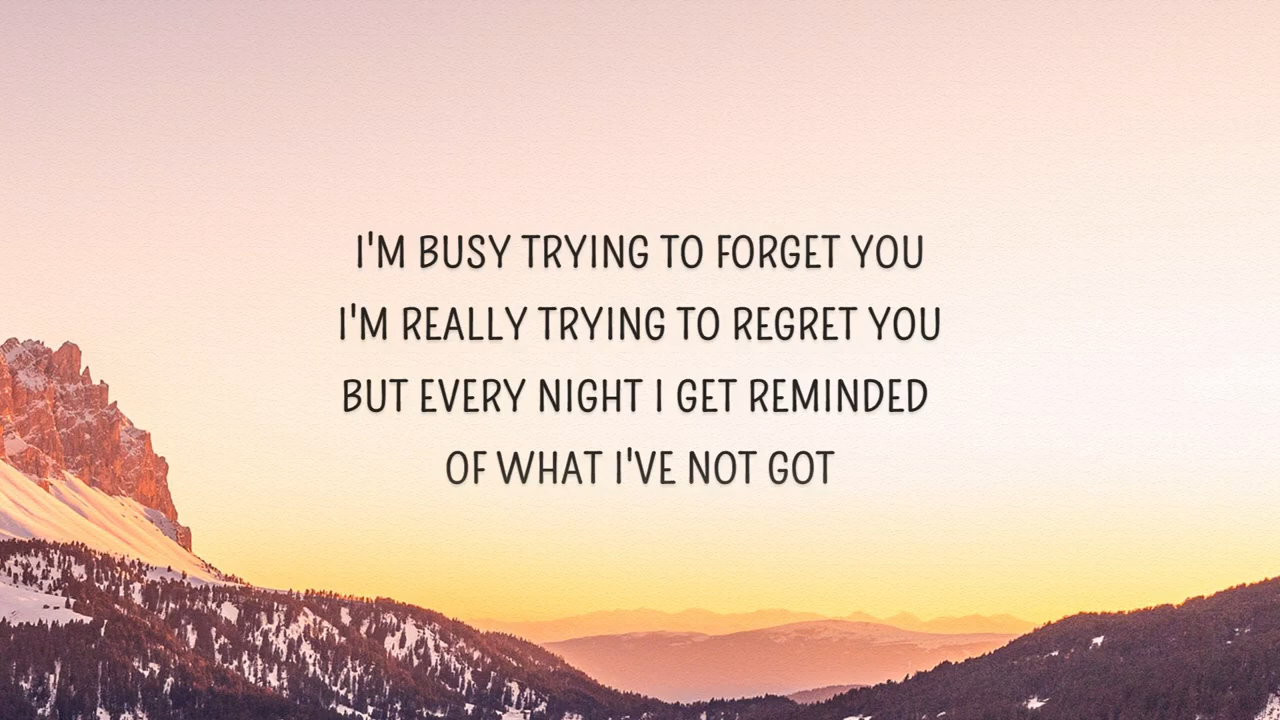 I'M BUSY TRYING TO FORGET YOU
I'M REALLY TRYING TO REGRET YOU
BUT EVERY NIGHT I GET REMINDED
OF WHAT I'VE NOT GOT